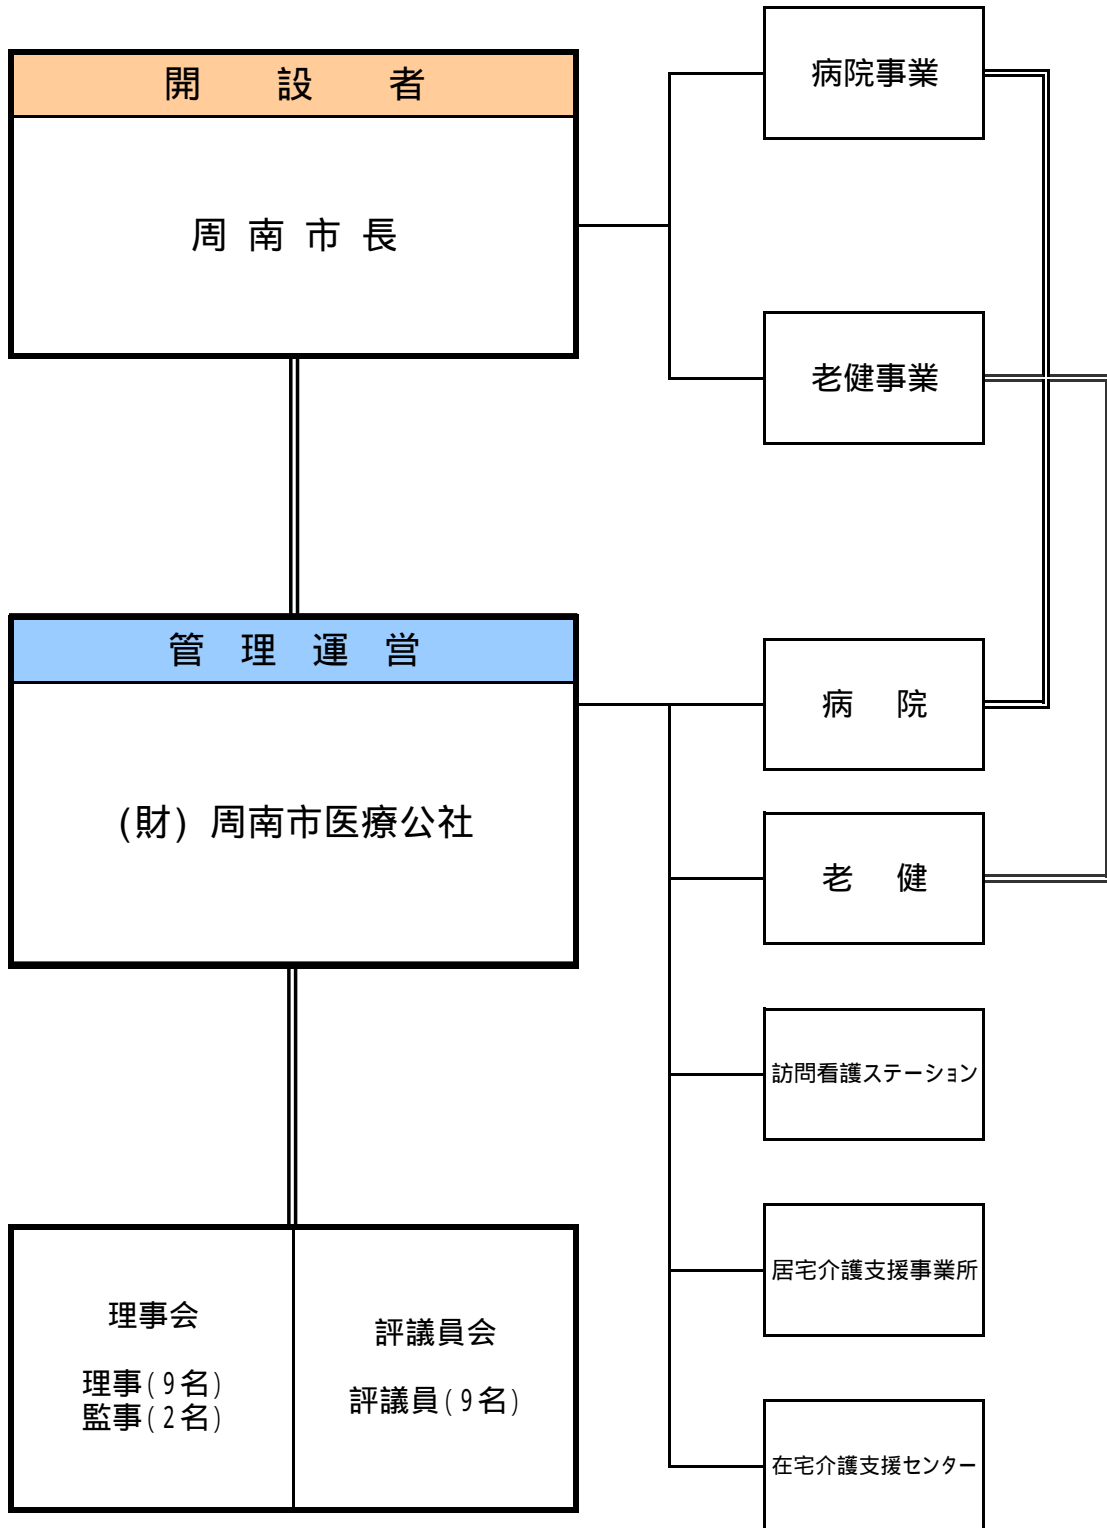 開 設 者
周 南 市 長
病院事業
老健事業
管 理 運 営
(財) 周南市医療公社
病 院
老 健
訪問看護ステーション
居宅介護支援事業所
在宅介護支援センター
理事会
理事(9名)
監事(2名)
評議員会
評議員(9名)